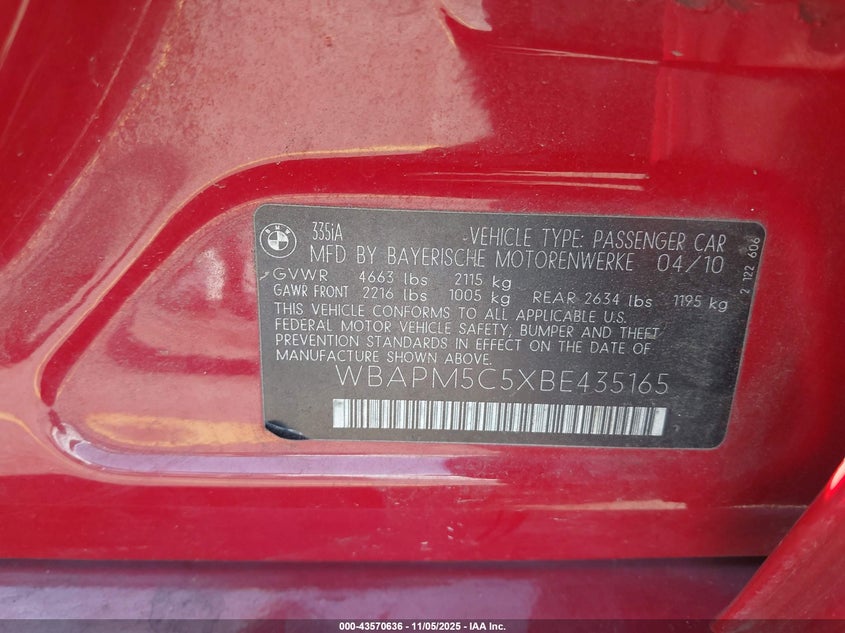 BMW
335iA
VEHICLE TYPE: PASSENGER CAR
MFD BY BAYERISCHE MOTORENWERKE 04/10
GVWR 4663 lbs 2115 kg
GAWR FRONT 2216 lbs 1005 kg REAR 2634 lbs 1195 kg
THIS VEHICLE CONFORMS TO ALL APPLICABLE U.S.
FEDERAL MOTOR VEHICLE SAFETY, BUMPER AND THEFT
PREVENTION STANDARDS IN EFFECT ON THE DATE OF
MANUFACTURE SHOWN ABOVE.
WBAPM5C5XBE435165
2 122 606
000-43570636 - 11/05/2025 - IAA Inc.